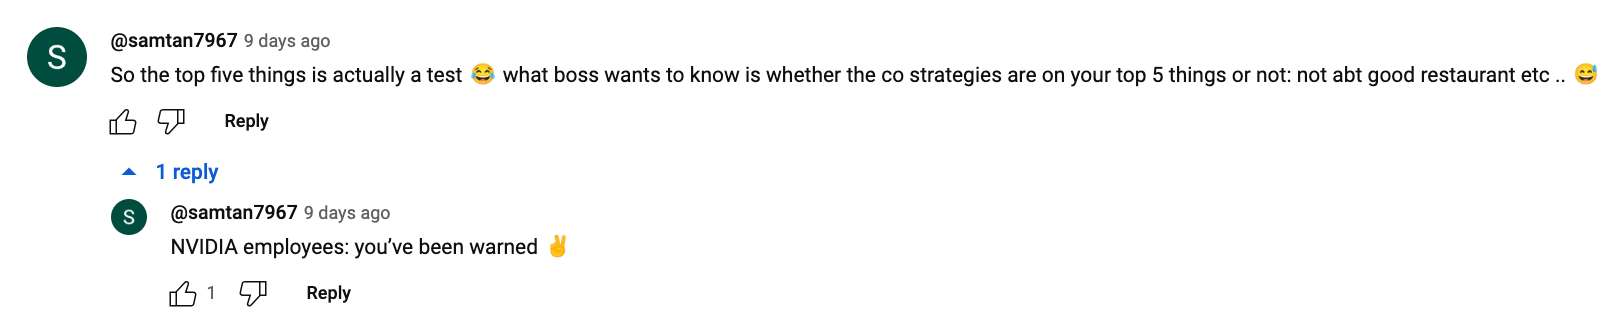 S
@samtan7967 9 days ago
So the top five things is actually a test 😂 what boss wants to know is whether the co strategies are on your top 5 things or not: not abt good restaurant etc .. 😅
Reply
1 reply
S
@samtan7967 9 days ago
NVIDIA employees: you’ve been warned ✌️
1 Reply